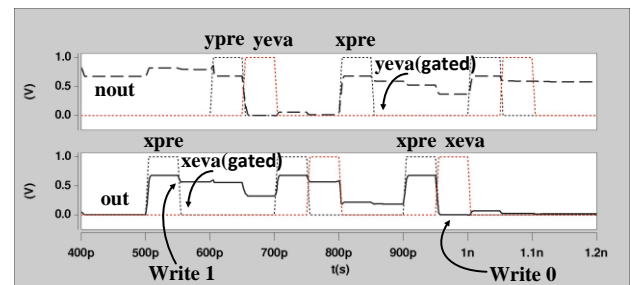 ypre yeva xpre
1.0
0.5
0.0
(V)
nout
yeva(gated)
xpre xpre xeva
1.0
0.5
0.0
(V)
xeva(gated)
out
400p 500p 600p 700p 800p 900p 1n 1.1n 1.2n
t(s)
Write 1 Write 0